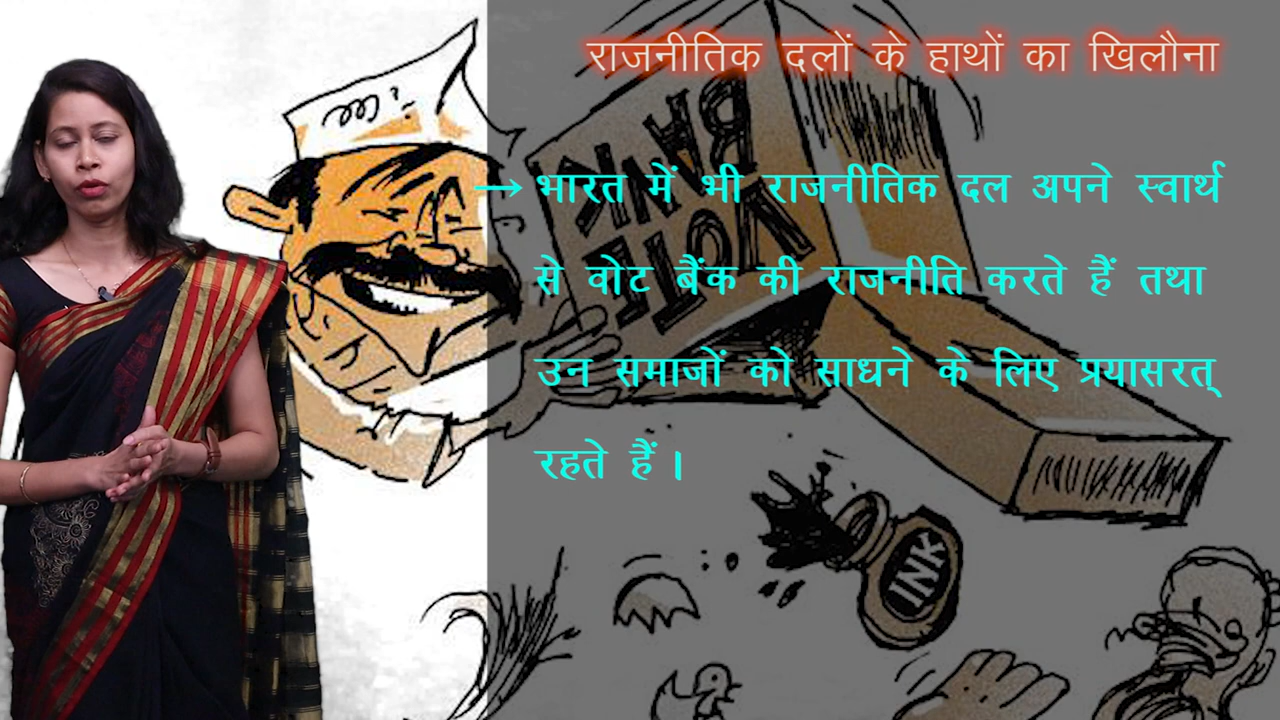 राजनीतिक दलों के हाथों का खिलौना
→ भारत में भी राजनीतिक दल अपने स्वार्थ
से वोट बैंक की राजनीति करते हैं तथा
उन समाजों को साधने के लिए प्रयासरत्
रहते हैं।
VOTE
BANK
INK